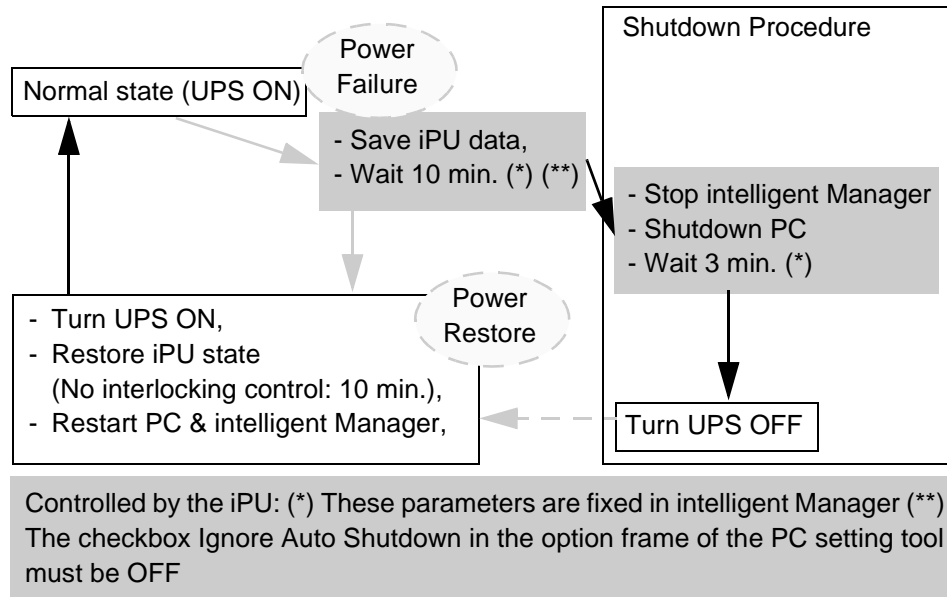 Power
Failure
Shutdown Procedure
Normal state (UPS ON)
- Save iPU data,
- Wait 10 min. (*) (**)
- Stop intelligent Manager
- Shutdown PC
- Wait 3 min. (*)
Power
Restore
- Turn UPS ON,
- Restore iPU state
(No interlocking control: 10 min.),
- Restart PC & intelligent Manager,
Turn UPS OFF
Controlled by the iPU: (*) These parameters are fixed in intelligent Manager (**)
The checkbox Ignore Auto Shutdown in the option frame of the PC setting tool
must be OFF